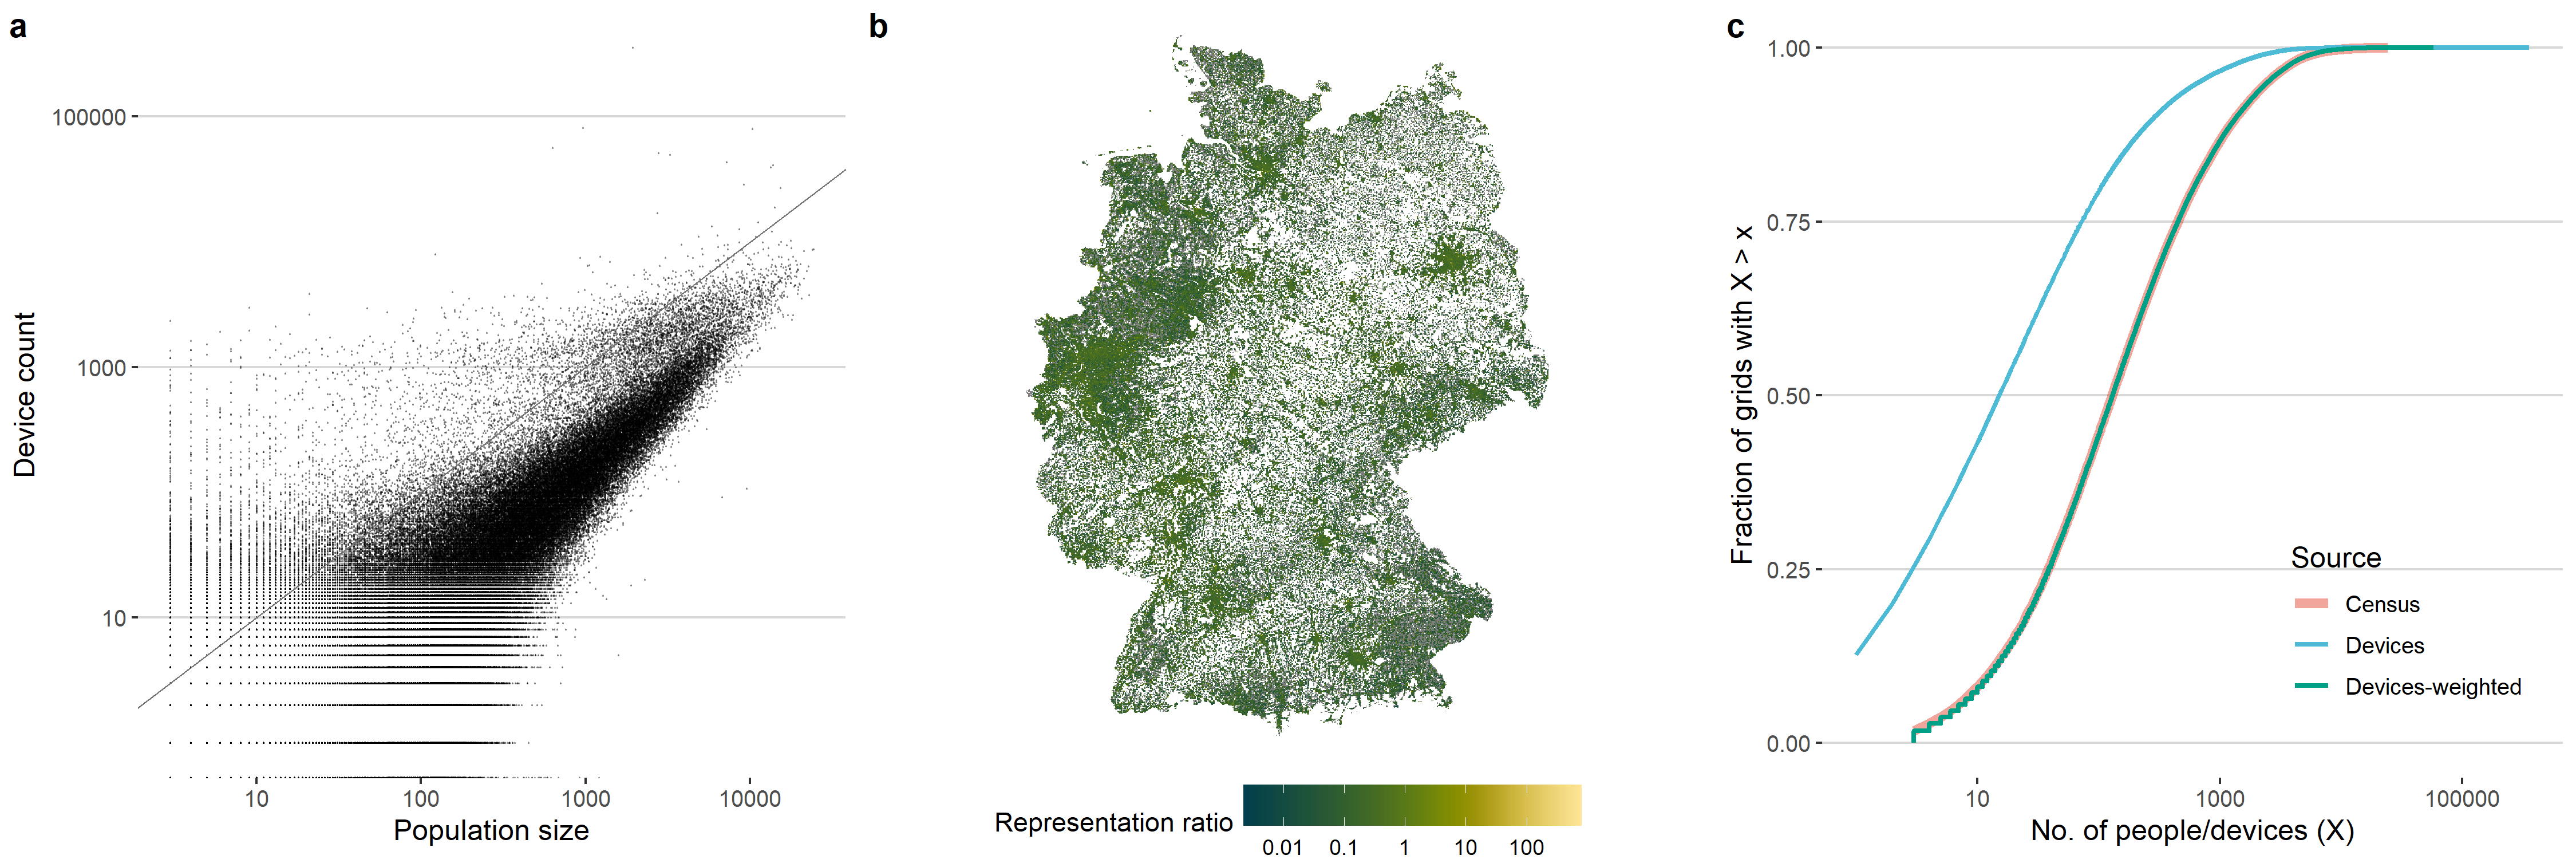 a
Device count
100000
1000
10
10 100 1000 10000
Population size
b
Representation ratio
0.01 0.1 1 10 100
c
Fraction of grids with X > x
1.00
0.75
0.50
0.25
0.00
Source
Census
Devices
Devices-weighted
10 1000 100000
No. of people/devices (X)